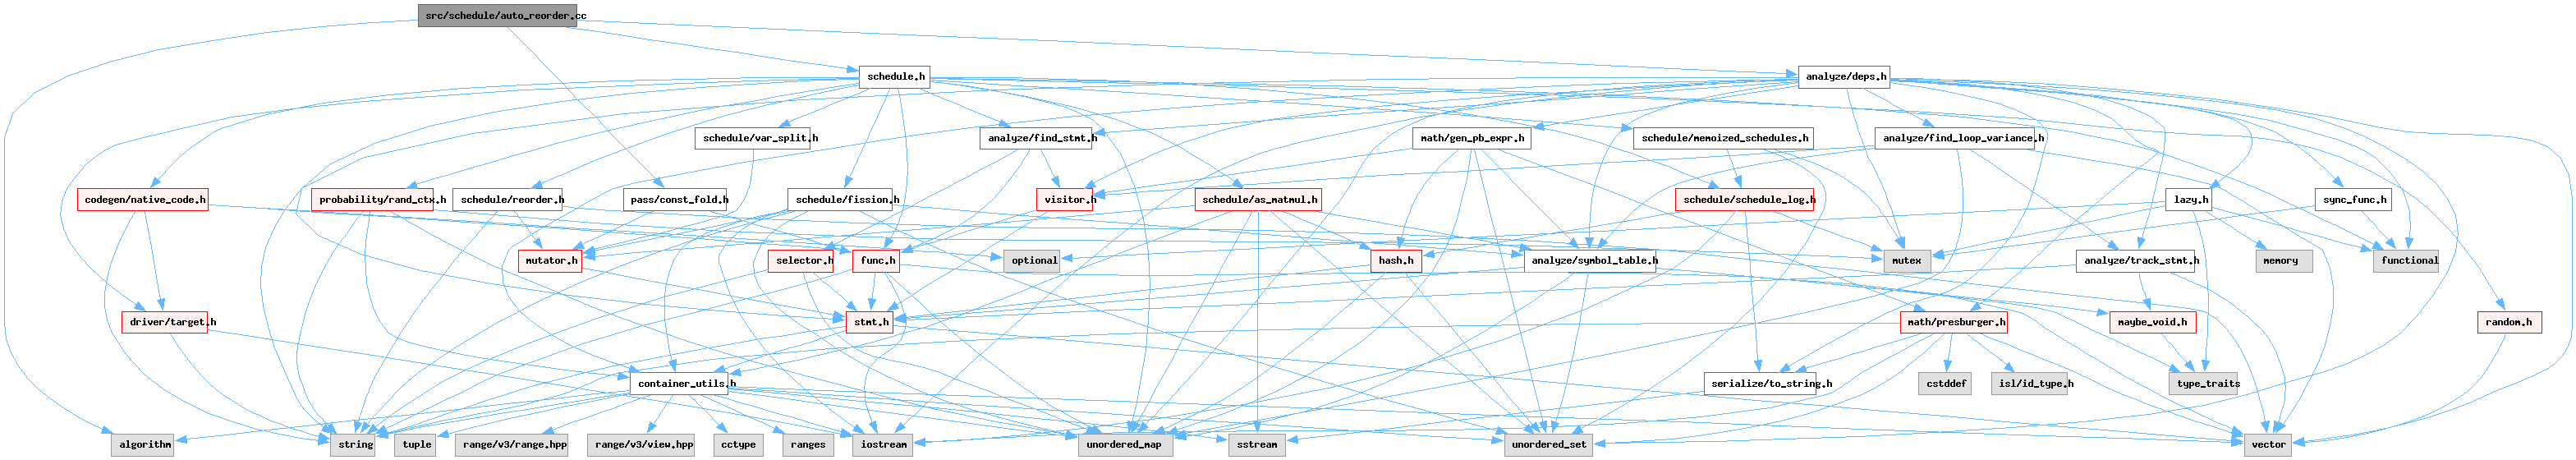 src/schedule/auto_reorder.cc
schedule.h
analyze/deps.h
schedule/var_split.h
analyze/find_stmt.h
math/gen_pb_expr.h
schedule/memoized_schedules.h
analyze/find_loop_variance.h
codegen/native_code.h
probability/rand_ctx.h
schedule/reorder.h
pass/const_fold.h
schedule/fission.h
visitor.h
schedule/as_matmul.h
schedule/schedule_log.h
lazy.h
sync_func.h
mutator.h
selector.h
func.h
optional
hash.h
analyze/symbol_table.h
mutex
analyze/track_stmt.h
memory
functional
driver/target.h
stmt.h
math/presburger.h
maybe_void.h
random.h
container_utils.h
serialize/to_string.h
cstddef
isl/id_type.h
type_traits
algorithm
string
tuple
range/v3/range.hpp
range/v3/view.hpp
cctype
ranges
iostream
unordered_map
sstream
unordered_set
vector